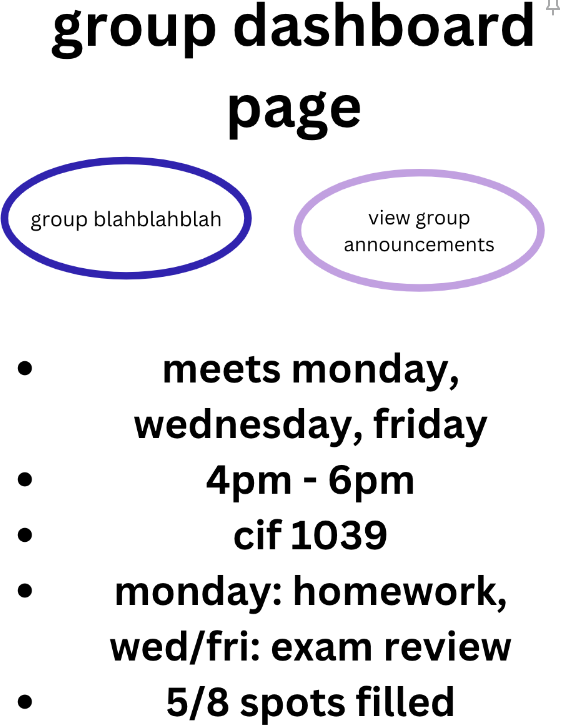 group dashboard
page
group blahblahblah
view group
announcements
meets monday,
wednesday, friday
4pm - 6pm
cif 1039
monday: homework,
wed/fri: exam review
5/8 spots filled